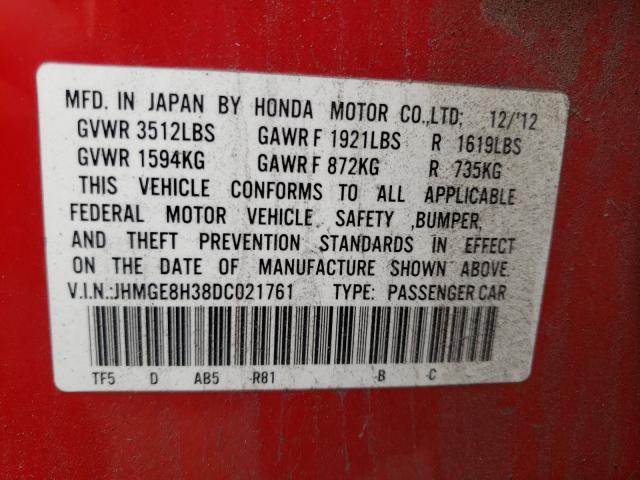 MFD. IN JAPAN BY HONDA MOTOR CO.,LTD; 12/'12
GVWR 3512LBS GAWR F 1921LBS R 1619LBS
GVWR 1594KG GAWR F 872KG R 735KG
THIS VEHICLE CONFORMS TO ALL APPLICABLE
FEDERAL MOTOR VEHICLE SAFETY ,BUMPER,
AND THEFT PREVENTION STANDARDS IN EFFECT
ON THE DATE OF MANUFACTURE SHOWN ABOVE.
V.I.N.:JHMGE8H38DC021761 TYPE: PASSENGER CAR
TF5 D AB5 -R81 -B C